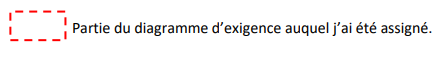 Partie du diagramme d’exigence auquel j’ai été assigné.